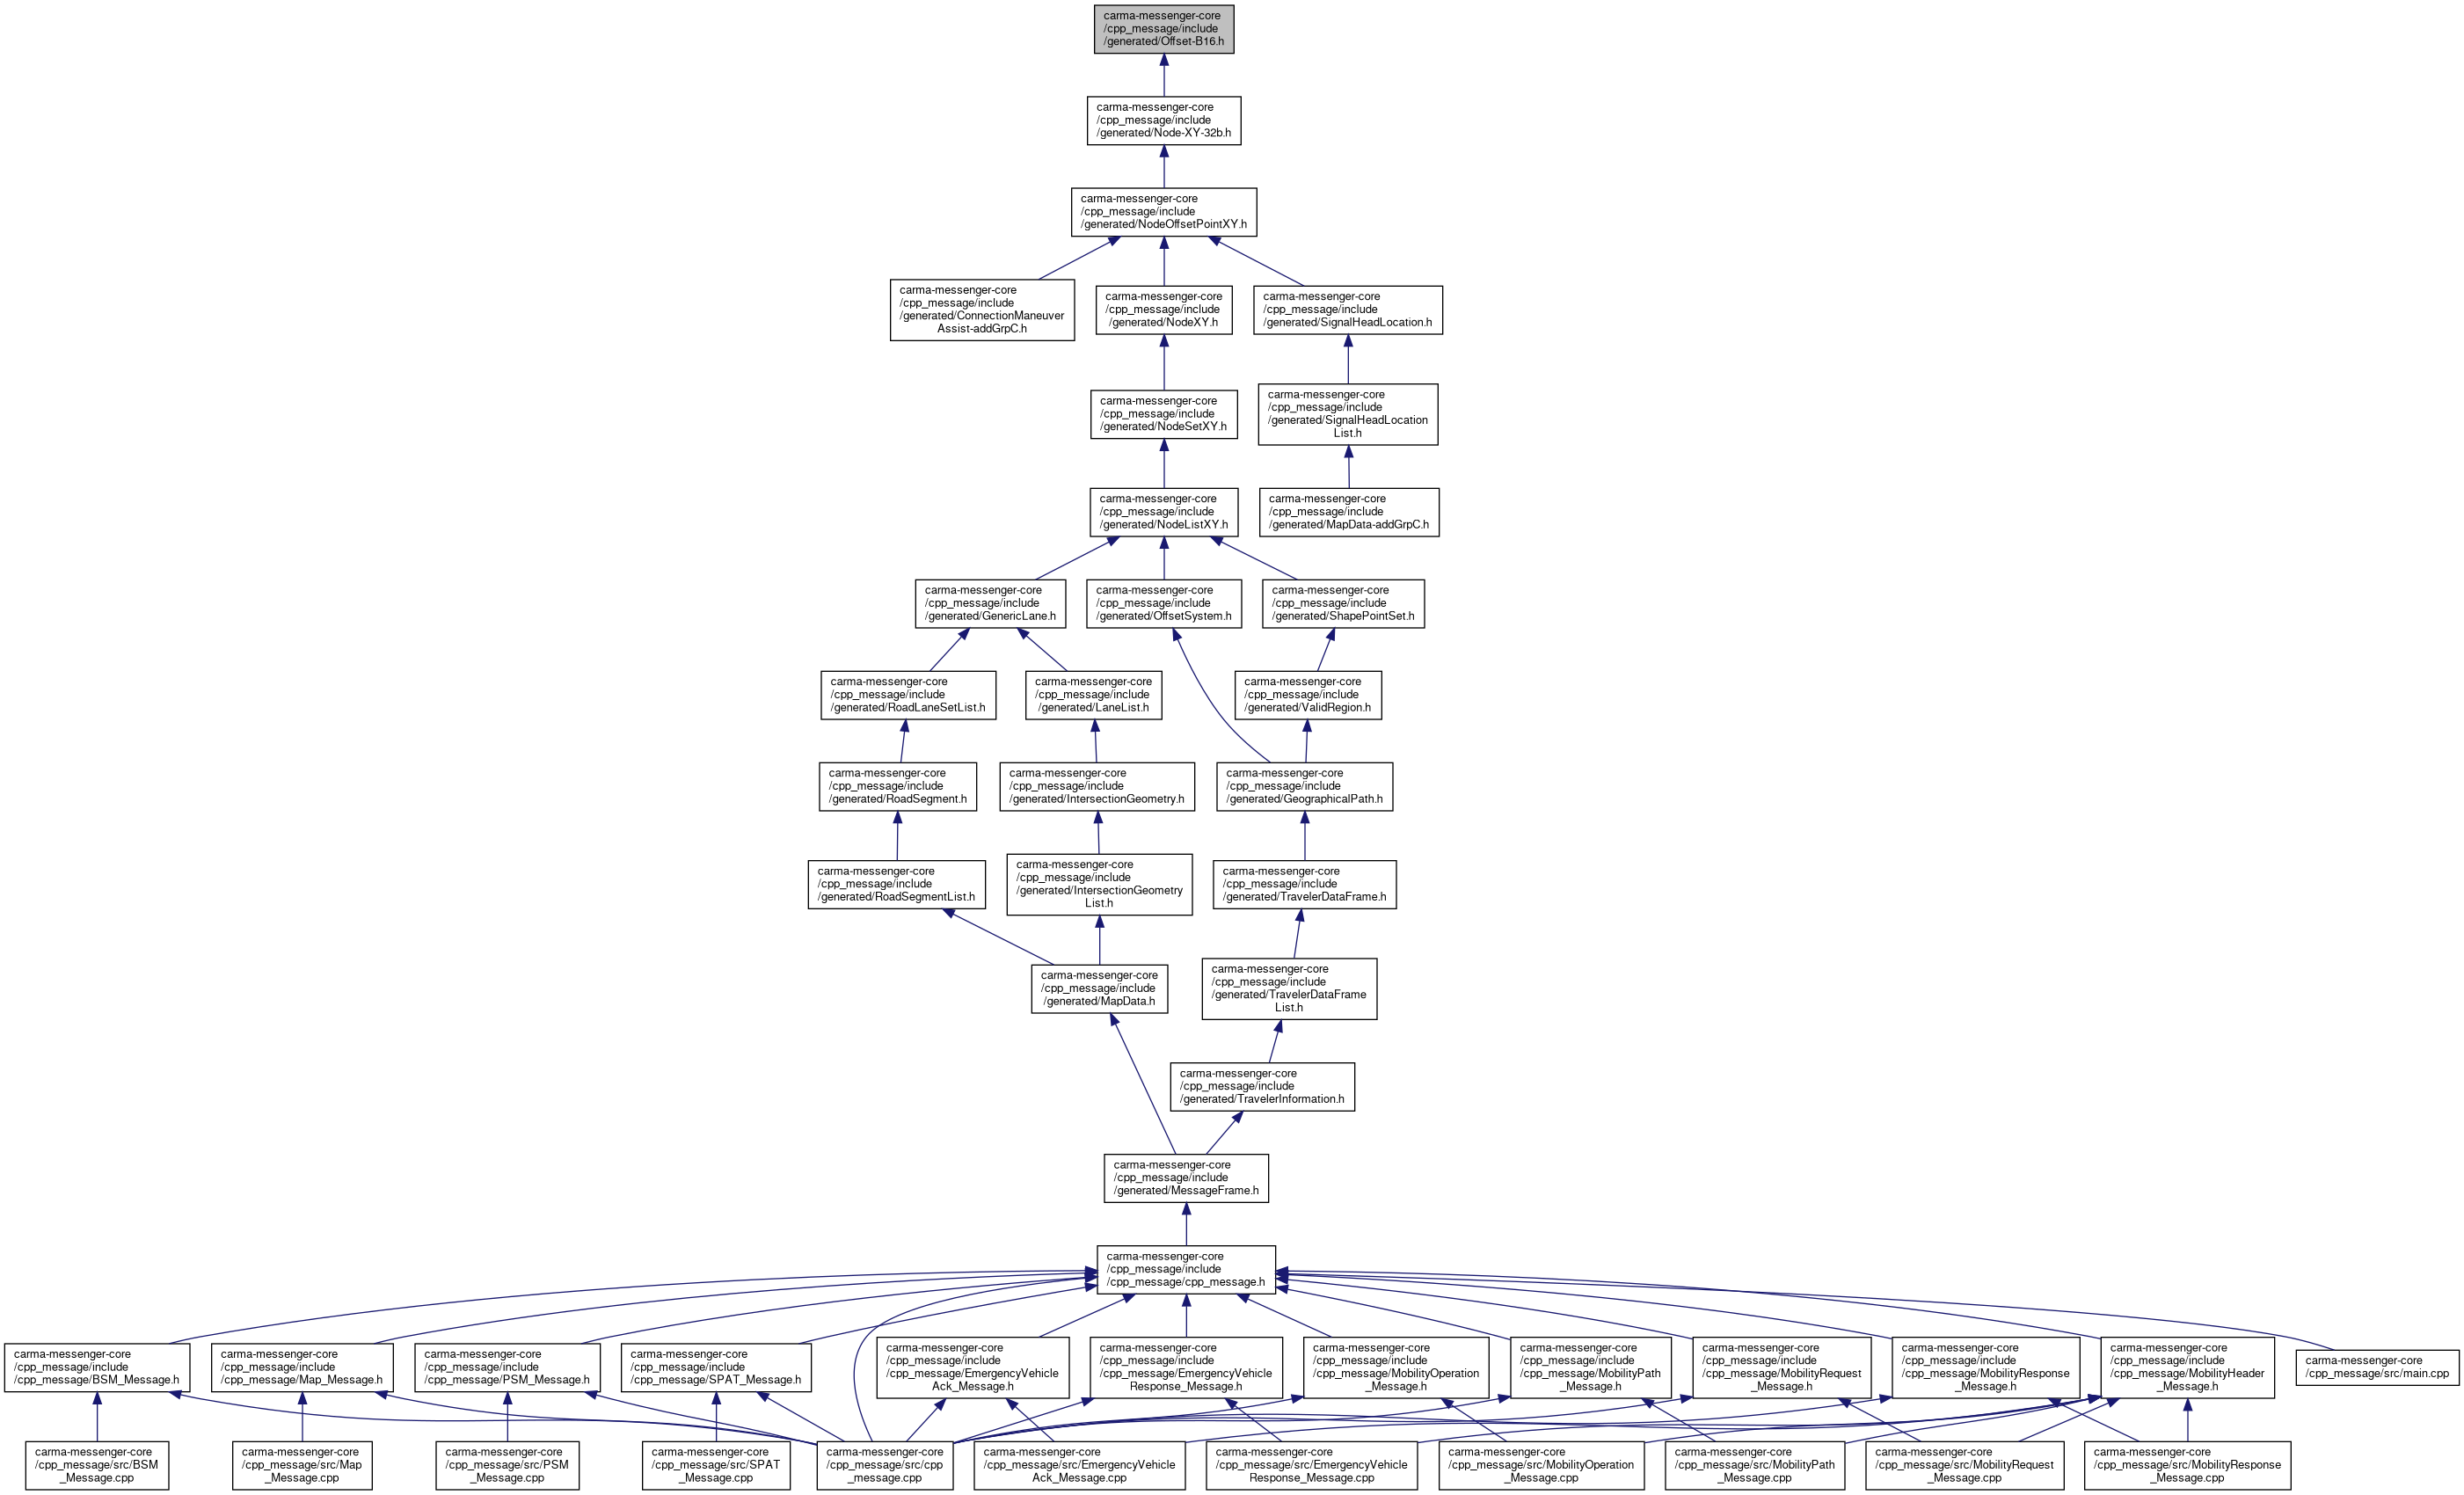 carma-messenger-core
/cpp_message/include
/generated/Offset-B16.h
carma-messenger-core
/cpp_message/include
/generated/Node-XY-32b.h
carma-messenger-core
/cpp_message/include
/generated/NodeOffsetPointXY.h
carma-messenger-core
/cpp_message/include
/generated/ConnectionManeuver
Assist-addGrpC.h
carma-messenger-core
/cpp_message/include
/generated/NodeXY.h
carma-messenger-core
/cpp_message/include
/generated/SignalHeadLocation.h
carma-messenger-core
/cpp_message/include
/generated/NodeSetXY.h
carma-messenger-core
/cpp_message/include
/generated/SignalHeadLocation
List.h
carma-messenger-core
/cpp_message/include
/generated/NodeListXY.h
carma-messenger-core
/cpp_message/include
/generated/MapData-addGrpC.h
carma-messenger-core
/cpp_message/include
/generated/GenericLane.h
carma-messenger-core
/cpp_message/include
/generated/OffsetSystem.h
carma-messenger-core
/cpp_message/include
/generated/ShapePointSet.h
carma-messenger-core
/cpp_message/include
/generated/RoadLaneSetList.h
carma-messenger-core
/cpp_message/include
/generated/LaneList.h
carma-messenger-core
/cpp_message/include
/generated/ValidRegion.h
carma-messenger-core
/cpp_message/include
/generated/RoadSegment.h
carma-messenger-core
/cpp_message/include
/generated/IntersectionGeometry.h
carma-messenger-core
/cpp_message/include
/generated/GeographicalPath.h
carma-messenger-core
/cpp_message/include
/generated/RoadSegmentList.h
carma-messenger-core
/cpp_message/include
/generated/IntersectionGeometry
List.h
carma-messenger-core
/cpp_message/include
/generated/TravelerDataFrame.h
carma-messenger-core
/cpp_message/include
/generated/MapData.h
carma-messenger-core
/cpp_message/include
/generated/TravelerDataFrame
List.h
carma-messenger-core
/cpp_message/include
/generated/TravelerInformation.h
carma-messenger-core
/cpp_message/include
/generated/MessageFrame.h
carma-messenger-core
/cpp_message/include
/cpp_message/cpp_message.h
carma-messenger-core
/cpp_message/include
/cpp_message/BSM_Message.h
carma-messenger-core
/cpp_message/include
/cpp_message/Map_Message.h
carma-messenger-core
/cpp_message/include
/cpp_message/PSM_Message.h
carma-messenger-core
/cpp_message/include
/cpp_message/SPAT_Message.h
carma-messenger-core
/cpp_message/include
/cpp_message/EmergencyVehicle
Ack_Message.h
carma-messenger-core
/cpp_message/include
/cpp_message/EmergencyVehicle
Response_Message.h
carma-messenger-core
/cpp_message/include
/cpp_message/MobilityOperation
_Message.h
carma-messenger-core
/cpp_message/include
/cpp_message/MobilityPath
_Message.h
carma-messenger-core
/cpp_message/include
/cpp_message/MobilityRequest
_Message.h
carma-messenger-core
/cpp_message/include
/cpp_message/MobilityResponse
_Message.h
carma-messenger-core
/cpp_message/include
/cpp_message/MobilityHeader
_Message.h
carma-messenger-core
/cpp_message/src/main.cpp
carma-messenger-core
/cpp_message/src/BSM
_Message.cpp
carma-messenger-core
/cpp_message/src/Map
_Message.cpp
carma-messenger-core
/cpp_message/src/PSM
_Message.cpp
carma-messenger-core
/cpp_message/src/SPAT
_Message.cpp
carma-messenger-core
/cpp_message/src/cpp
_message.cpp
carma-messenger-core
/cpp_message/src/EmergencyVehicle
Ack_Message.cpp
carma-messenger-core
/cpp_message/src/EmergencyVehicle
Response_Message.cpp
carma-messenger-core
/cpp_message/src/MobilityOperation
_Message.cpp
carma-messenger-core
/cpp_message/src/MobilityPath
_Message.cpp
carma-messenger-core
/cpp_message/src/MobilityRequest
_Message.cpp
carma-messenger-core
/cpp_message/src/MobilityResponse
_Message.cpp